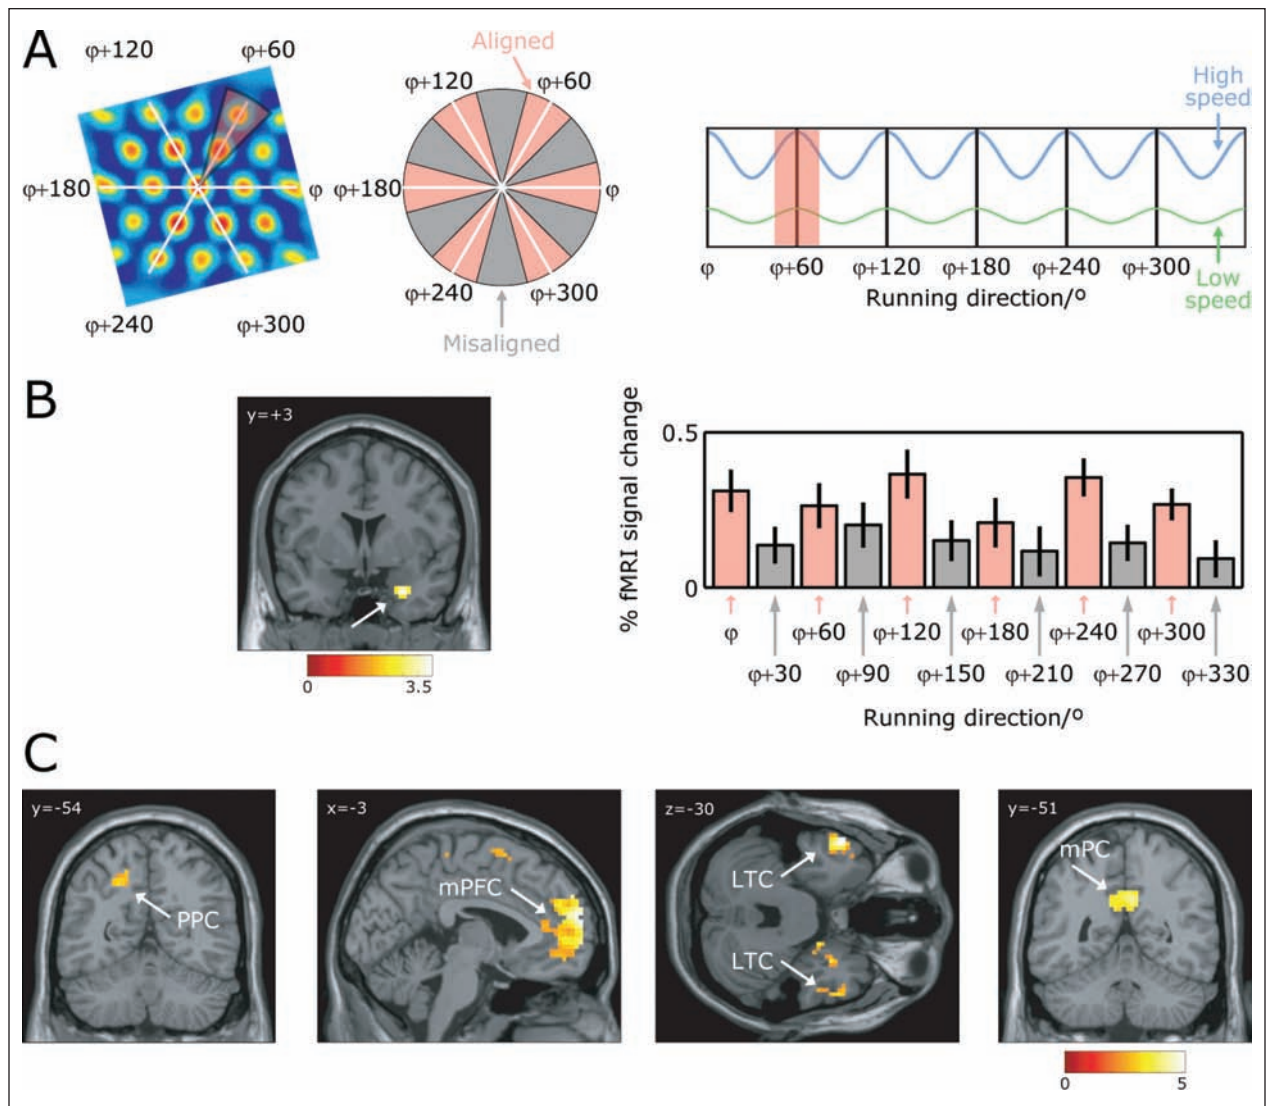 A
φ+120
φ+60
φ+180
φ
φ+240
φ+300
Aligned
φ+120
φ+60
φ+180
φ
φ+240
φ+300
Misaligned
High
speed
φ
φ+60
φ+120
φ+180
φ+240
φ+300
Low
speed
Running direction/º
B
y=+3
0
3.5
% fMRI signal change
0.5
0
φ
φ+60
φ+120
φ+180
φ+240
φ+300
φ+30
φ+90
φ+150
φ+210
φ+270
φ+330
Running direction/º
C
y=-54
PPC
x=-3
mPFC
z=-30
LTC
LTC
y=-51
mPC
0
5